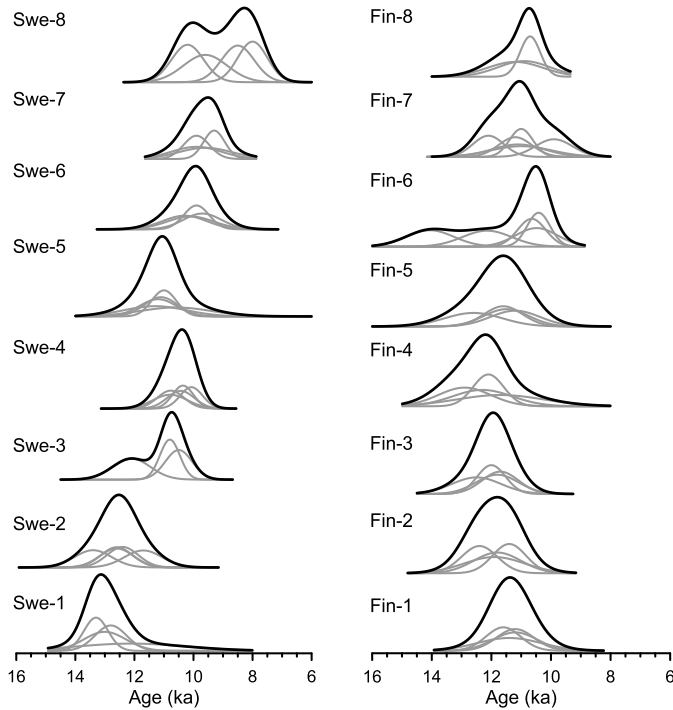 Swe-8
Swe-7
Swe-6
Swe-5
Swe-4
Swe-3
Swe-2
Swe-1
16 14 12 10 8 6
Age (ka)
Fin-8
Fin-7
Fin-6
Fin-5
Fin-4
Fin-3
Fin-2
Fin-1
16 14 12 10 8 6
Age (ka)